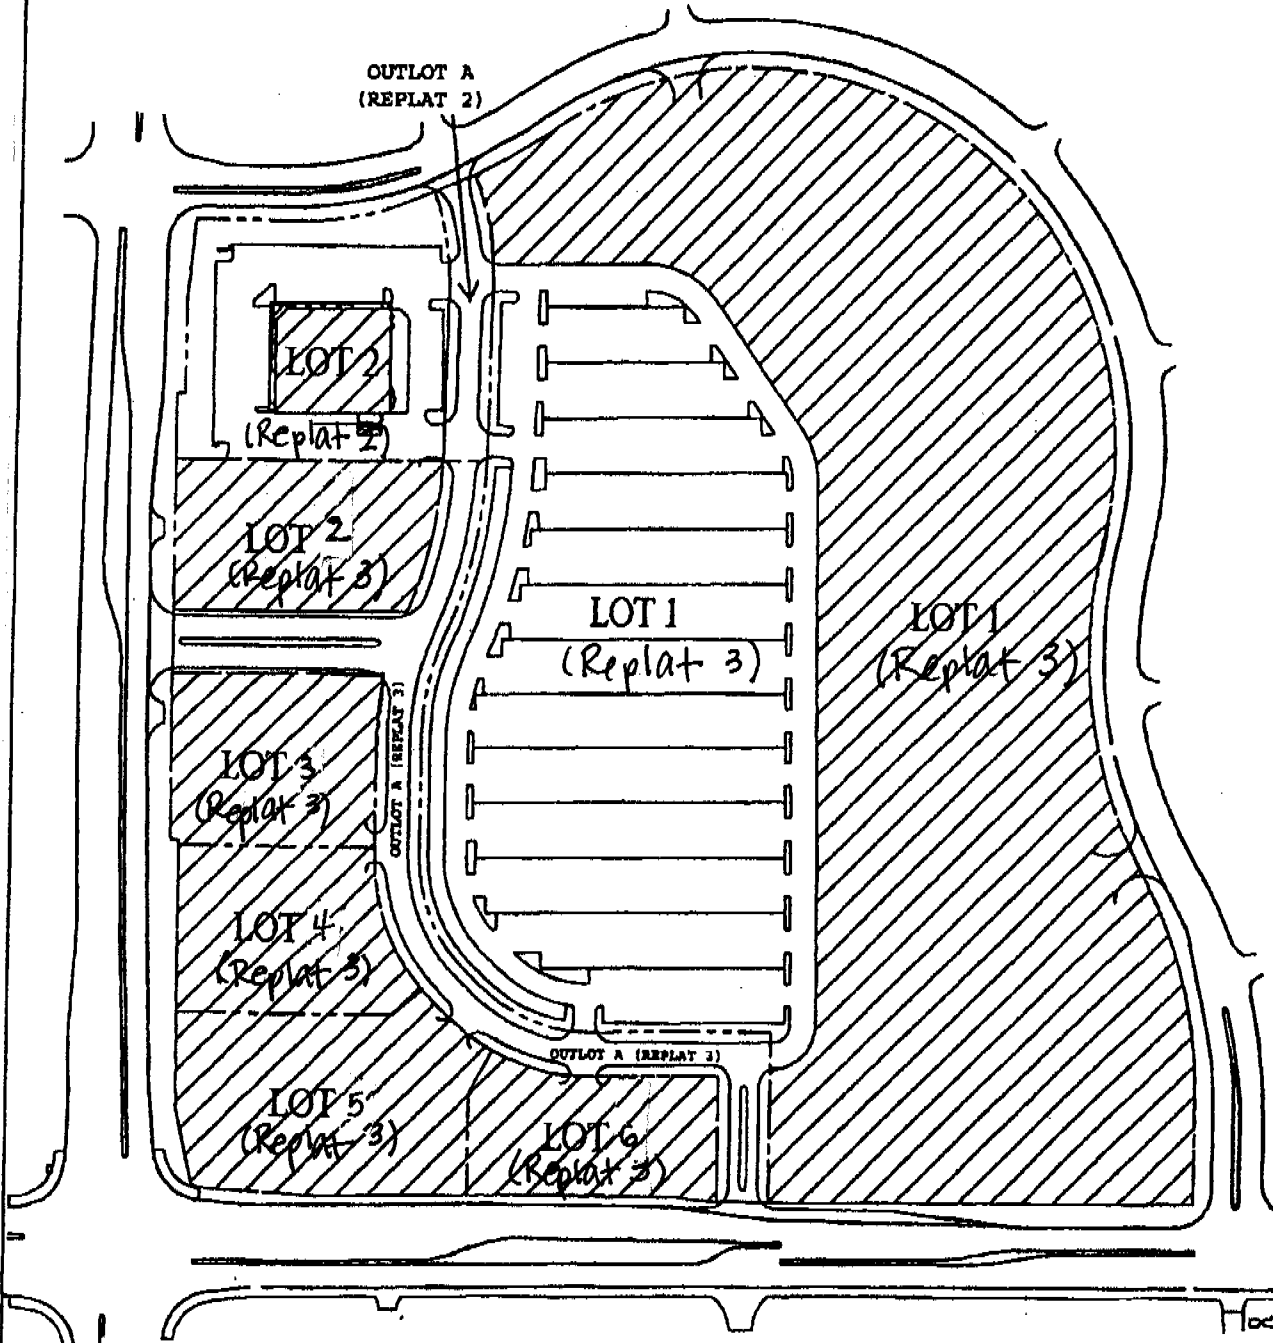 OUTLOT A
(REPLAT 2)
LOT 2
(Replat 2)
LOT 2
(Replat 3)
LOT 1
(Replat 3)
LOT 1
(Replat 3)
OUTLOT A (REPLAT 3)
LOT 3
(Replat 3)
LOT 4
(Replat 3)
OUTLOT A (REPLAT 3)
LOT 5
(Replat 3)
LOT 6
(Replat 3)